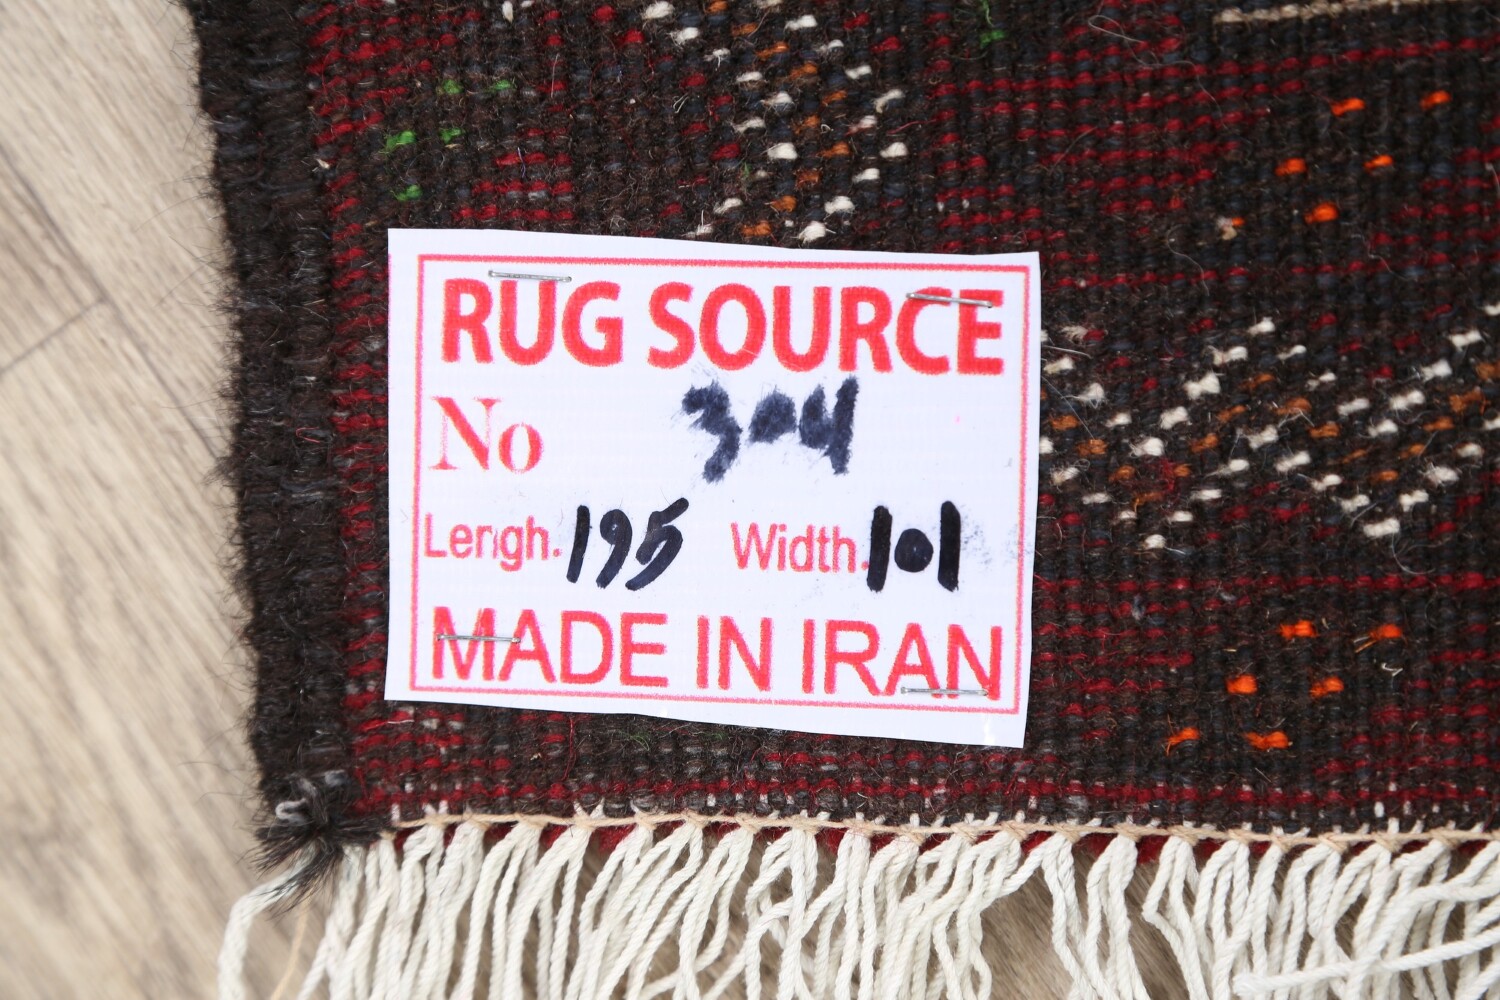 RUG SOURCE
No 304
Lengh. 195 Width. 101
MADE IN IRAN